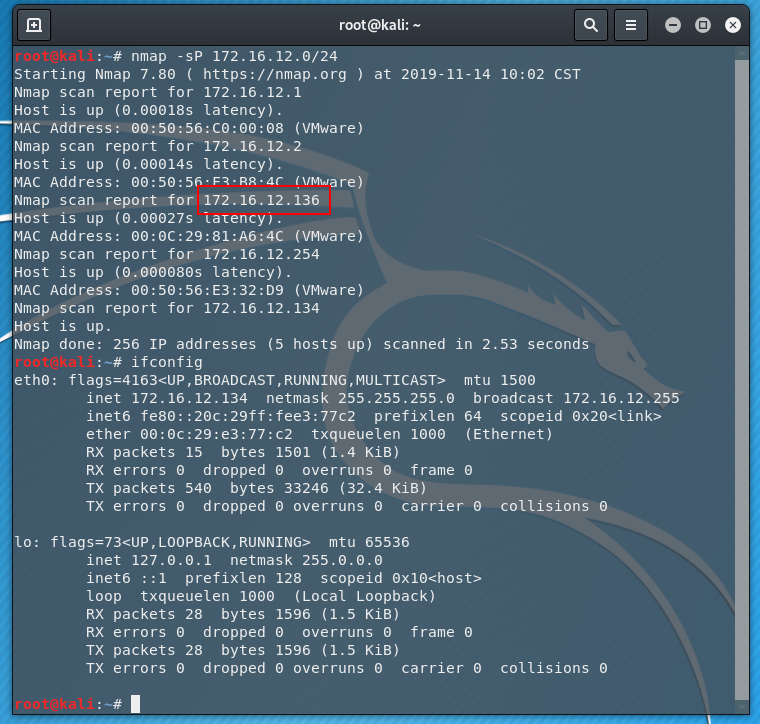 root@kali: ~
root@kali:~# nmap -sP 172.16.12.0/24
Starting Nmap 7.80 ( https://nmap.org ) at 2019-11-14 10:02 CST
Nmap scan report for 172.16.12.1
Host is up (0.00018s latency).
MAC Address: 00:50:56:C0:00:08 (VMware)
Nmap scan report for 172.16.12.2
Host is up (0.00014s latency).
MAC Address: 00:50:56:F3:B8:4C (VMware)
Nmap scan report for 172.16.12.136
Host is up (0.00027s latency).
MAC Address: 00:0C:29:81:A6:4C (VMware)
Nmap scan report for 172.16.12.254
Host is up (0.000080s latency).
MAC Address: 00:50:56:E3:32:D9 (VMware)
Nmap scan report for 172.16.12.134
Host is up.
Nmap done: 256 IP addresses (5 hosts up) scanned in 2.53 seconds
root@kali:~# ifconfig
eth0: flags=4163<UP,BROADCAST,RUNNING,MULTICAST>  mtu 1500
        inet 172.16.12.134  netmask 255.255.255.0  broadcast 172.16.12.255
        inet6 fe80::20c:29ff:fee3:77c2  prefixlen 64  scopeid 0x20<link>
        ether 00:0c:29:e3:77:c2  txqueuelen 1000  (Ethernet)
        RX packets 15  bytes 1501 (1.4 KiB)
        RX errors 0  dropped 0  overruns 0  frame 0
        TX packets 540  bytes 33246 (32.4 KiB)
        TX errors 0  dropped 0 overruns 0  carrier 0  collisions 0
lo: flags=73<UP,LOOPBACK,RUNNING>  mtu 65536
        inet 127.0.0.1  netmask 255.0.0.0
        inet6 ::1  prefixlen 128  scopeid 0x10<host>
        loop  txqueuelen 1000  (Local Loopback)
        RX packets 28  bytes 1596 (1.5 KiB)
        RX errors 0  dropped 0  overruns 0  frame 0
        TX packets 28  bytes 1596 (1.5 KiB)
        TX errors 0  dropped 0 overruns 0  carrier 0  collisions 0
root@kali:~#